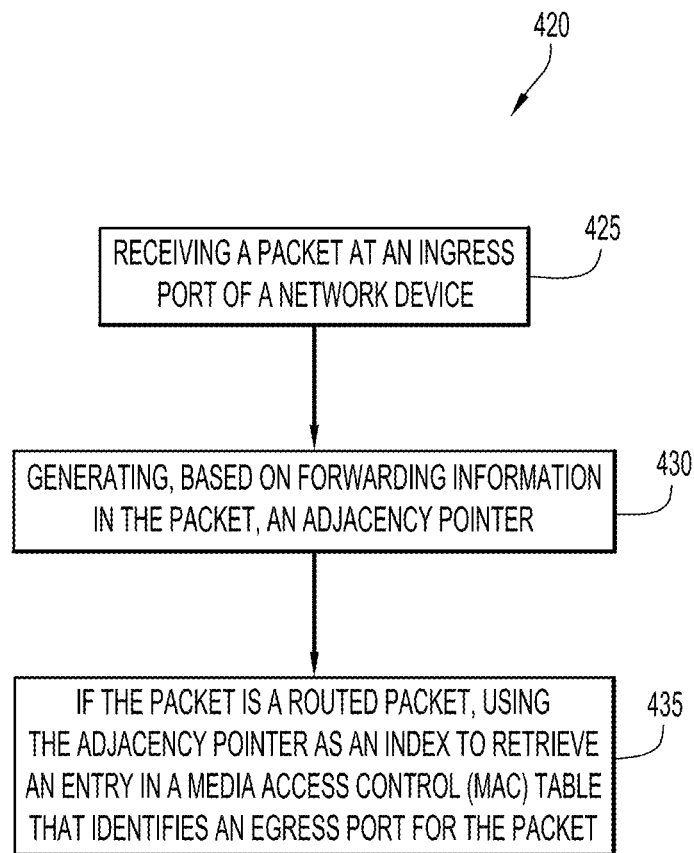 420
RECEIVING A PACKET AT AN INGRESS
PORT OF A NETWORK DEVICE
425
GENERATING, BASED ON FORWARDING INFORMATION
IN THE PACKET, AN ADJACENCY POINTER
430
IF THE PACKET IS A ROUTED PACKET, USING
THE ADJACENCY POINTER AS AN INDEX TO RETRIEVE
AN ENTRY IN A MEDIA ACCESS CONTROL (MAC) TABLE
THAT IDENTIFIES AN EGRESS PORT FOR THE PACKET
435